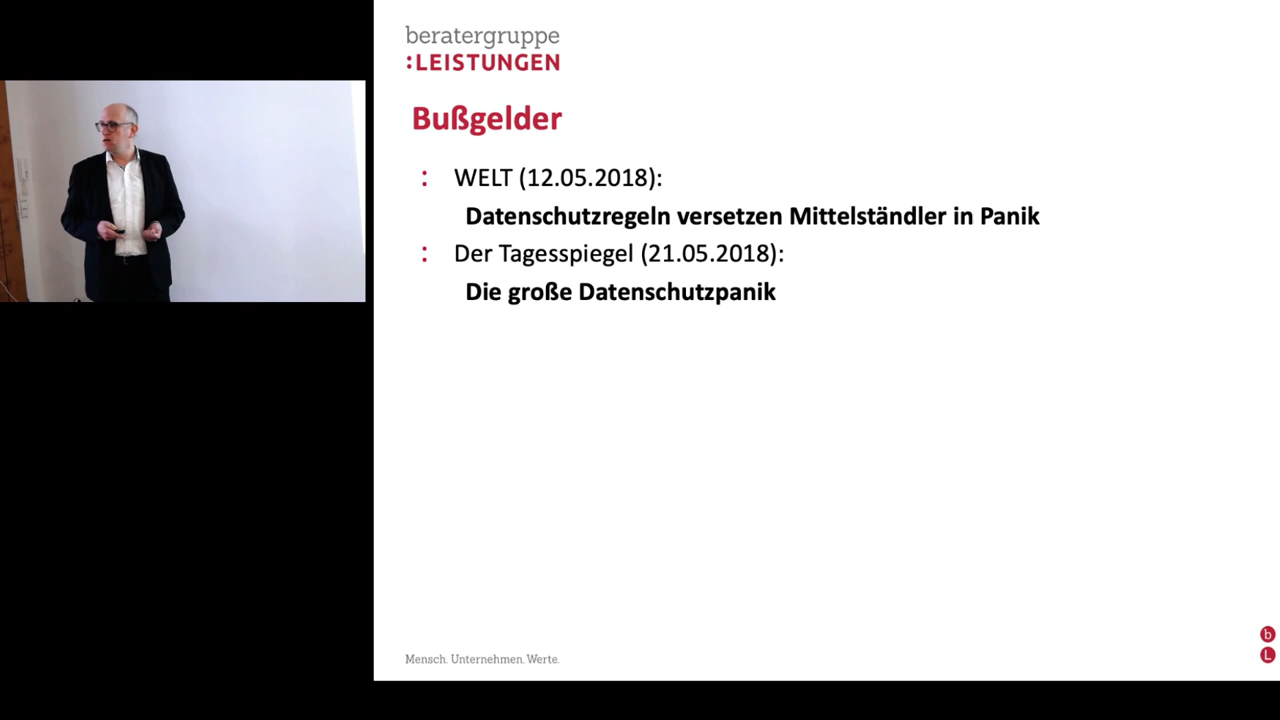 beratergruppe
:LEISTUNGEN
Bußgelder
: WELT (12.05.2018):
Datenschutzregeln versetzen Mittelständler in Panik
: Der Tagesspiegel (21.05.2018):
Die große Datenschutzpanik
Mensch. Unternehmen. Werte.
b
L